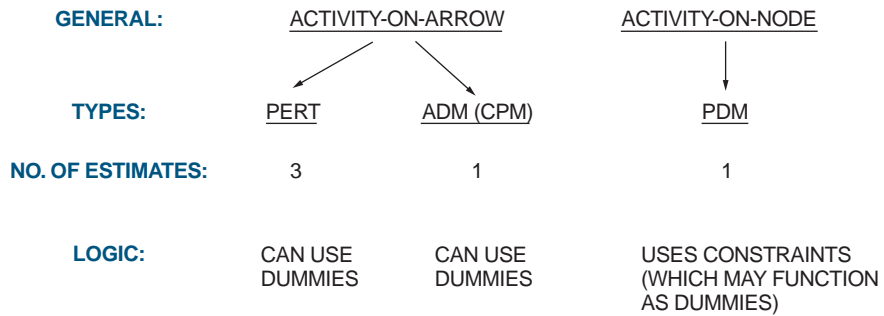 GENERAL: ACTIVITY-ON-ARROW ACTIVITY-ON-NODE
TYPES: PERT ADM (CPM) PDM
NO. OF ESTIMATES: 3 1 1
LOGIC: CAN USE CAN USE USES CONSTRAINTS
DUMMIES DUMMIES (WHICH MAY FUNCTION
AS DUMMIES)